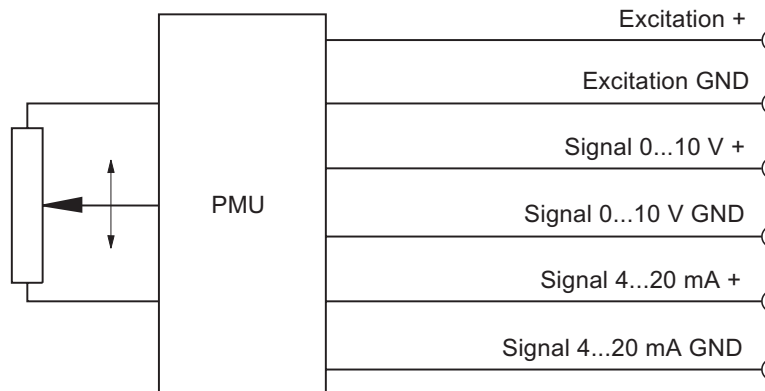 Excitation +
Excitation GND
Signal 0...10 V +
PMU
Signal 0...10 V GND
Signal 4...20 mA +
Signal 4...20 mA GND